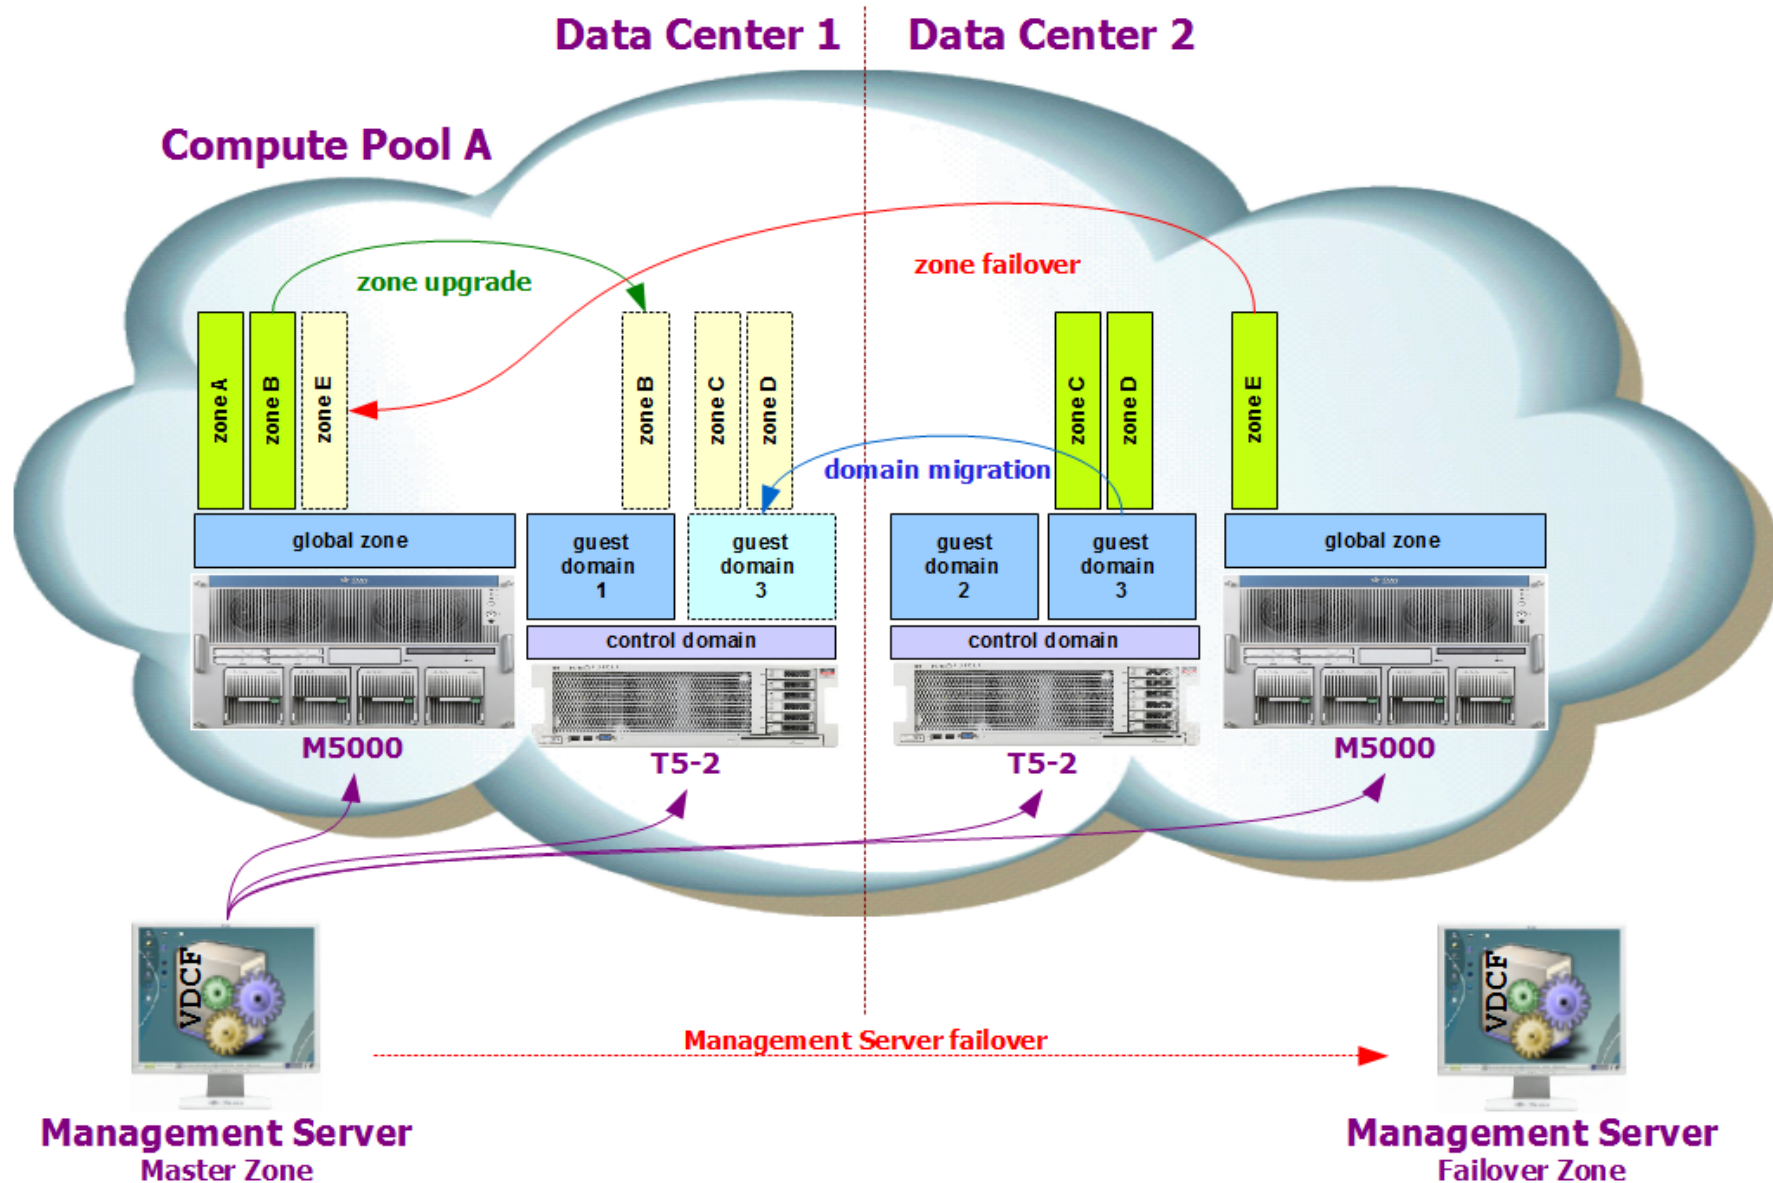 Data Center 1
Data Center 2
Compute Pool A
zone upgrade
zone failover
zone A
zone B
zone E
zone B
zone C
zone D
zone C
zone D
zone E
domain migration
global zone
guest
domain
1
guest
domain
3
guest
domain
2
guest
domain
3
global zone
control domain
control domain
M5000
T5-2
T5-2
M5000
VDCF
VDCF
Management Server failover
Management Server
Master Zone
Management Server
Failover Zone